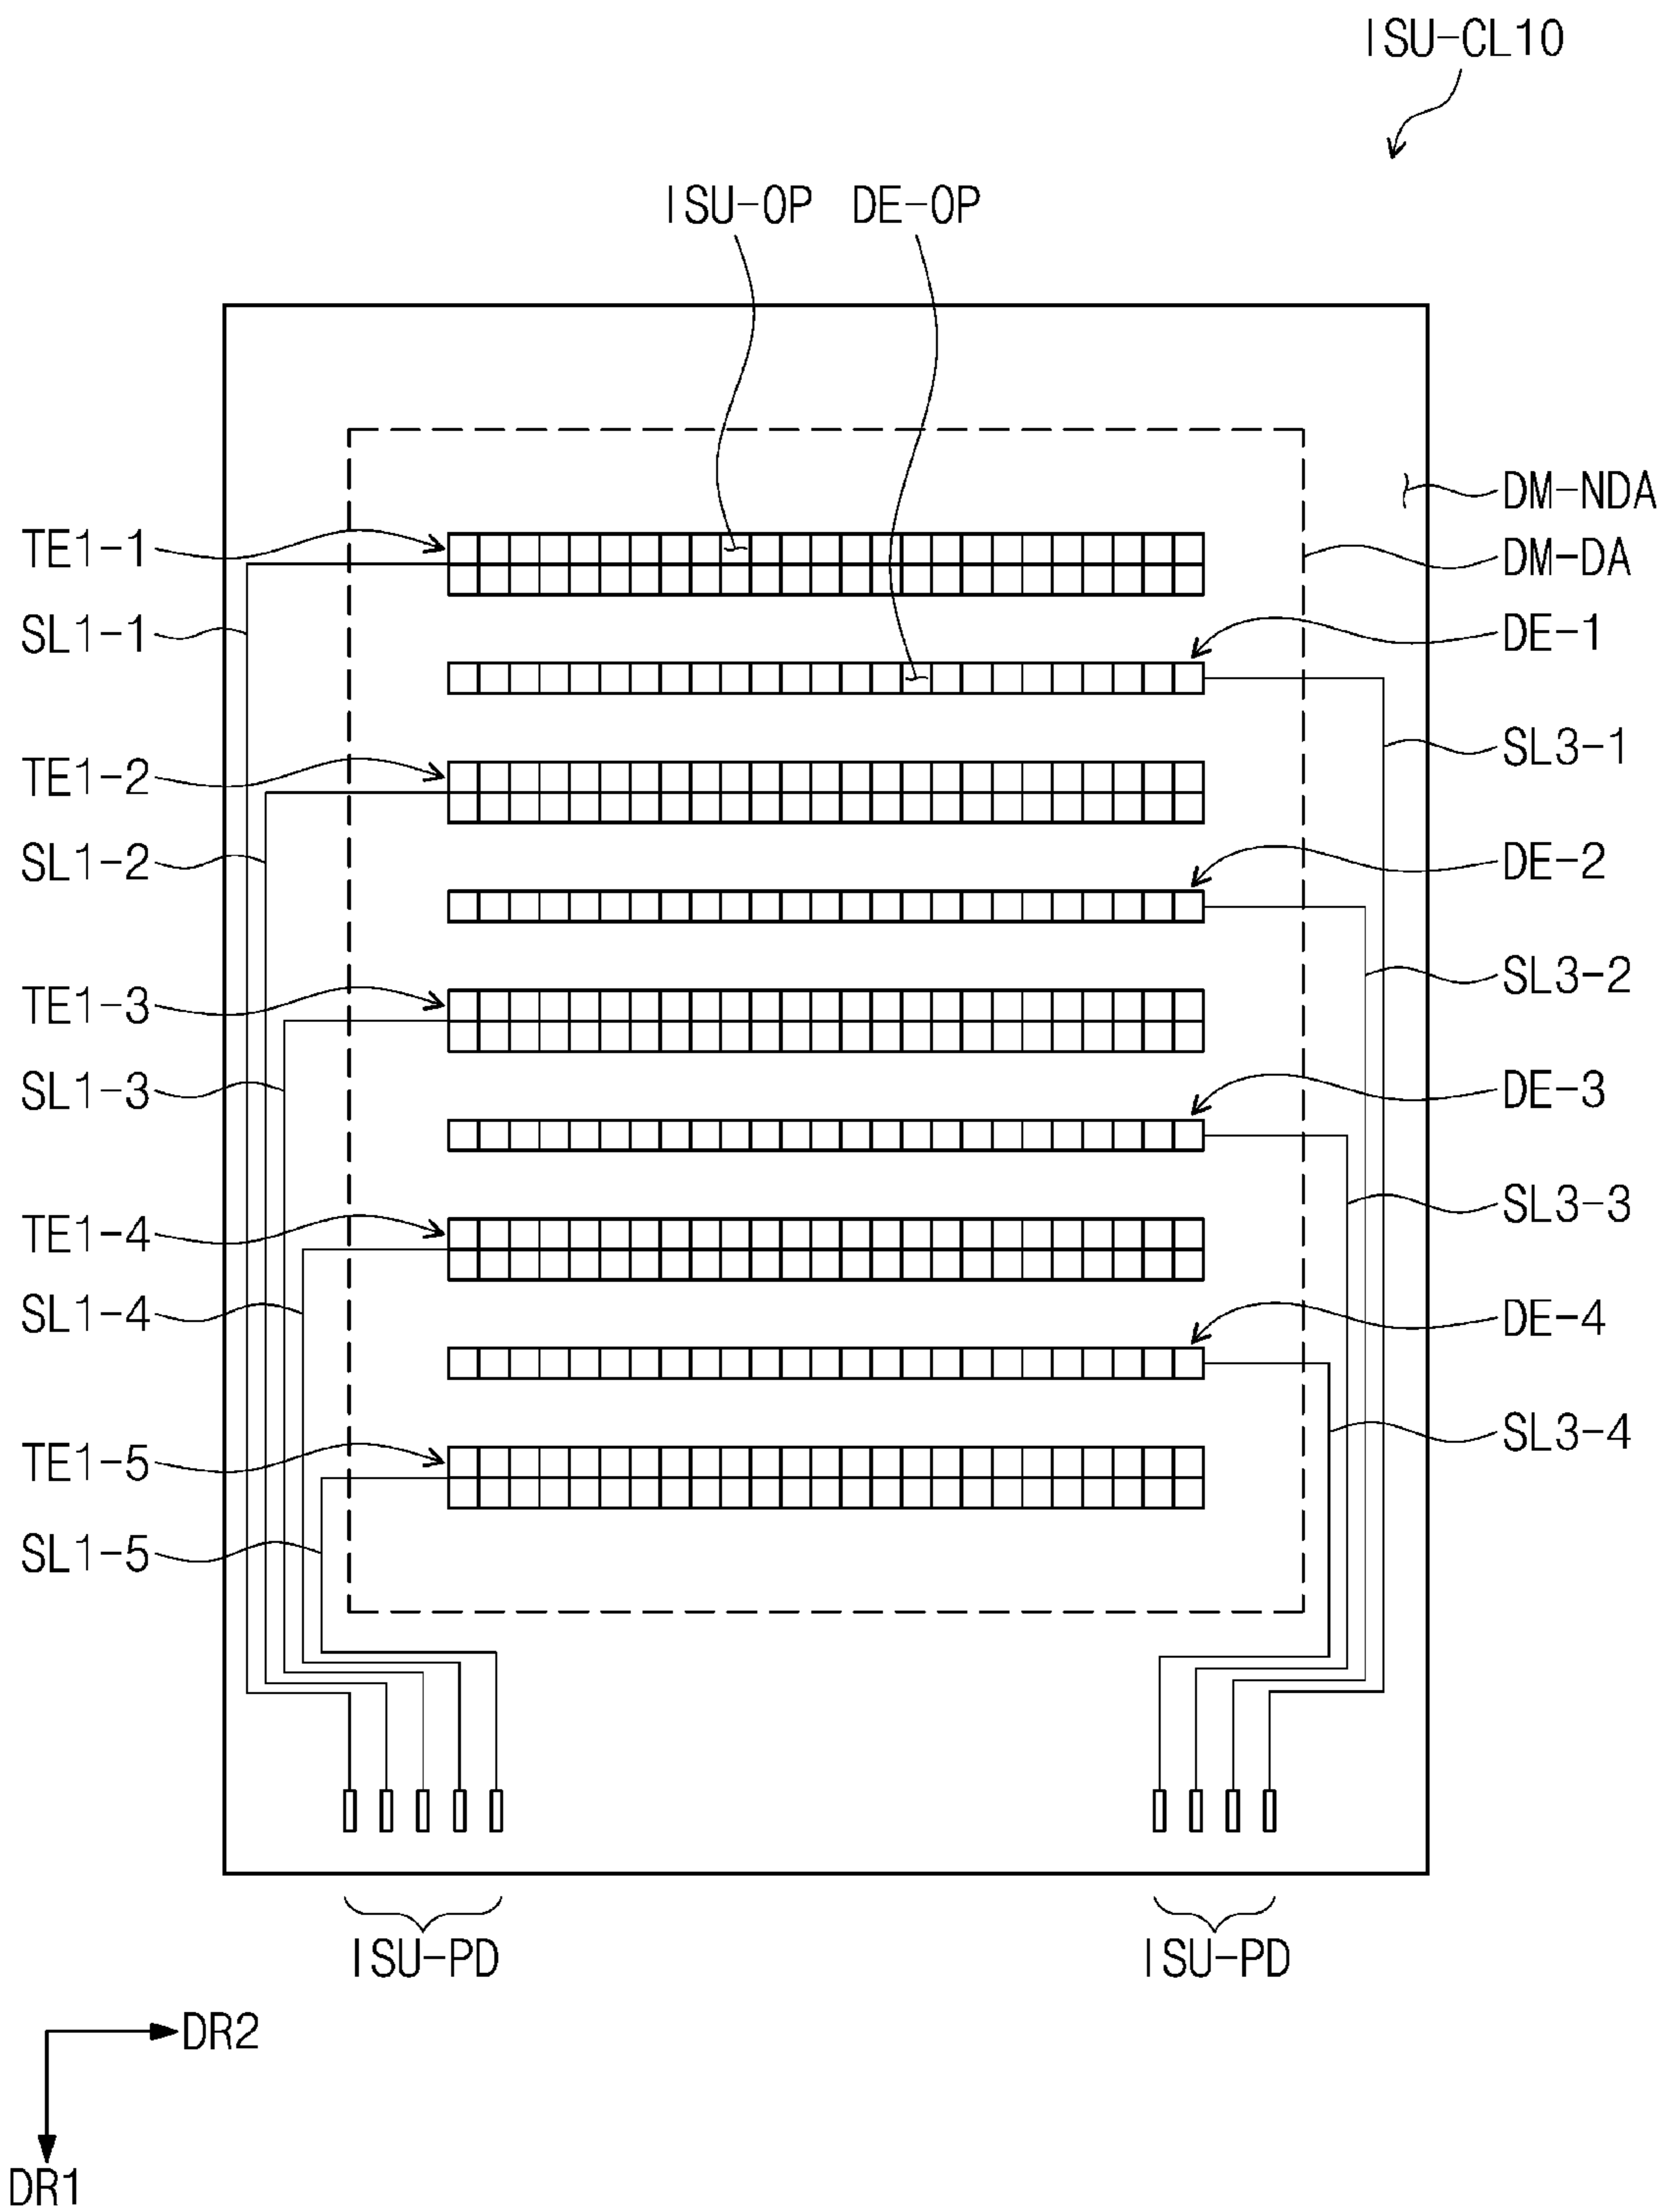 ISU-CL10
ISU-OP DE-OP
DM-NDA
TE1-1
DM-DA
SL1-1
DE-1
SL3-1
TE1-2
SL1-2
DE-2
SL3-2
TE1-3
SL1-3
DE-3
SL3-3
TE1-4
SL1-4
DE-4
SL3-4
TE1-5
SL1-5
ISU-PD ISU-PD
DR2
DR1